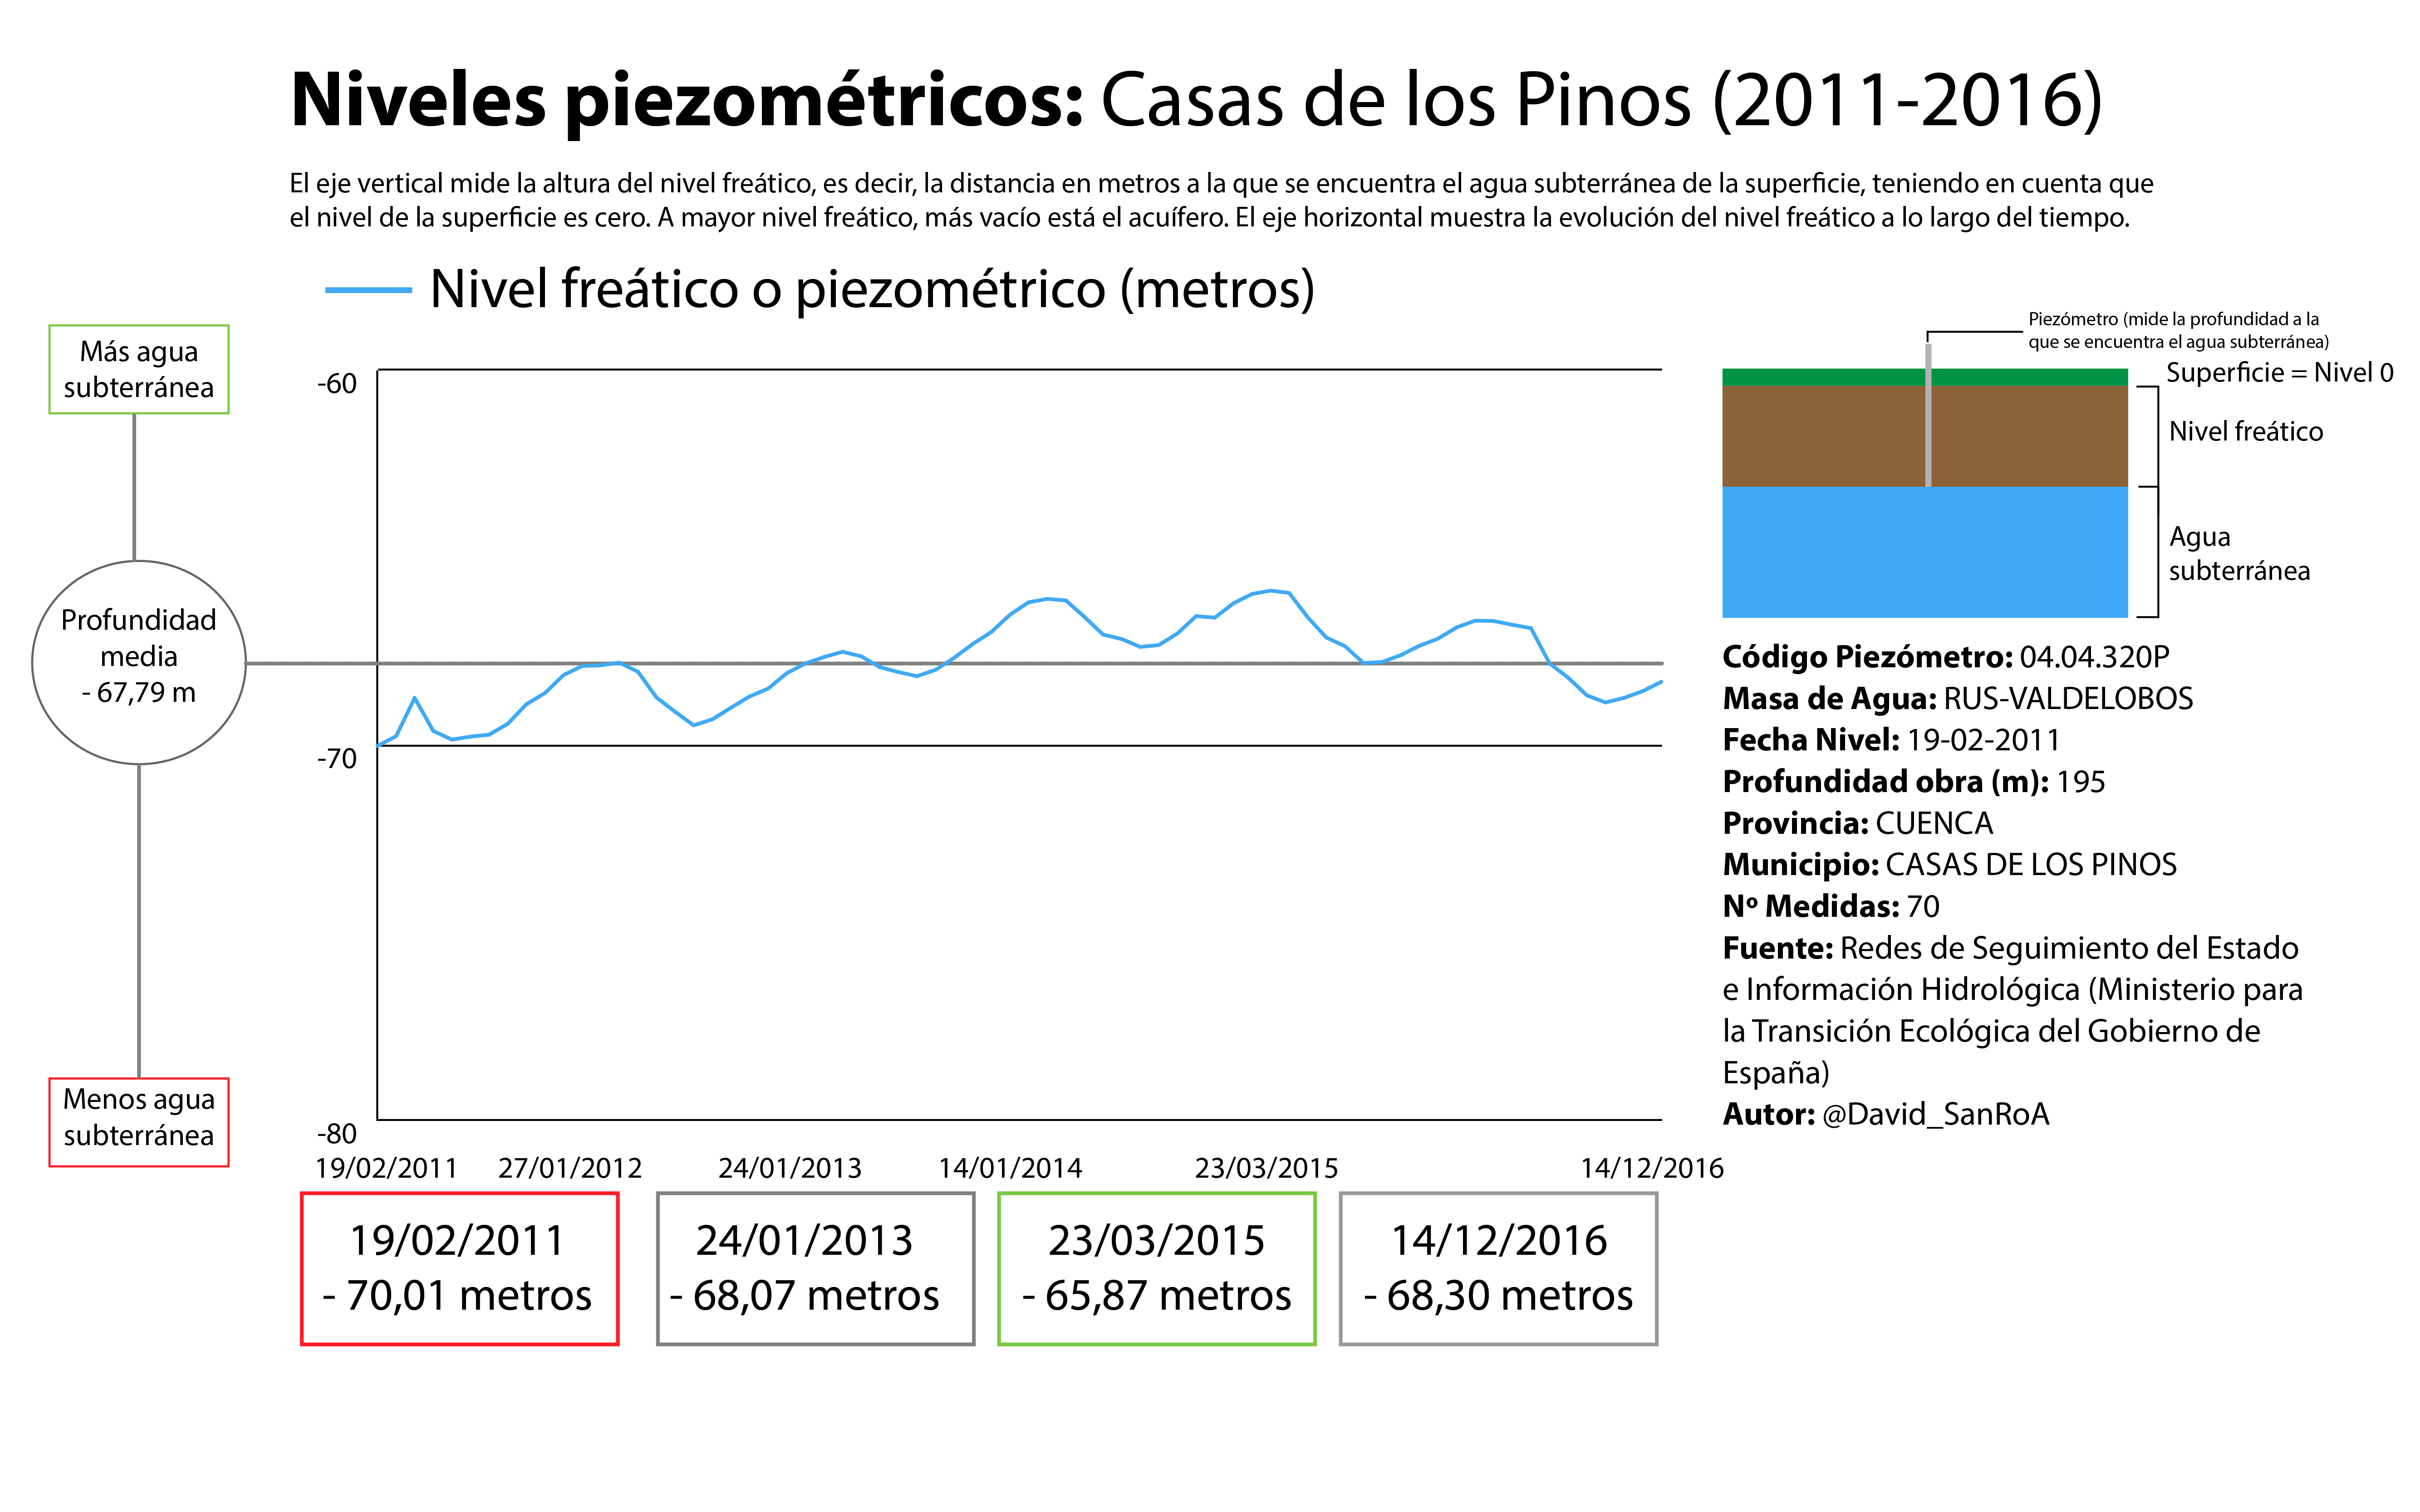 Niveles piezométricos: Casas de los Pinos (2011-2016)
El eje vertical mide la altura del nivel freático, es decir, la distancia en metros a la que se encuentra el agua subterránea de la superficie, teniendo en cuenta que
el nivel de la superficie es cero. A mayor nivel freático, más vacío está el acuífero. El eje horizontal muestra la evolución del nivel freático a lo largo del tiempo.
Nivel freático o piezométrico (metros)
Más agua
subterránea
Profundidad
media
- 67,79 m
Menos agua
subterránea
-60
-70
-80
19/02/2011
27/01/2012
24/01/2013
14/01/2014
23/03/2015
14/12/2016
19/02/2011
- 70,01 metros
24/01/2013
- 68,07 metros
23/03/2015
- 65,87 metros
14/12/2016
- 68,30 metros
Piezómetro (mide la profundidad a la
que se encuentra el agua subterránea)
Superficie = Nivel 0
Nivel freático
Agua
subterránea
Código Piezómetro: 04.04.320P
Masa de Agua: RUS-VALDELOBOS
Fecha Nivel: 19-02-2011
Profundidad obra (m): 195
Provincia: CUENCA
Municipio: CASAS DE LOS PINOS
Nº Medidas: 70
Fuente: Redes de Seguimiento del Estado
e Información Hidrológica (Ministerio para
la Transición Ecológica del Gobierno de
España)
Autor: @David_SanRoA